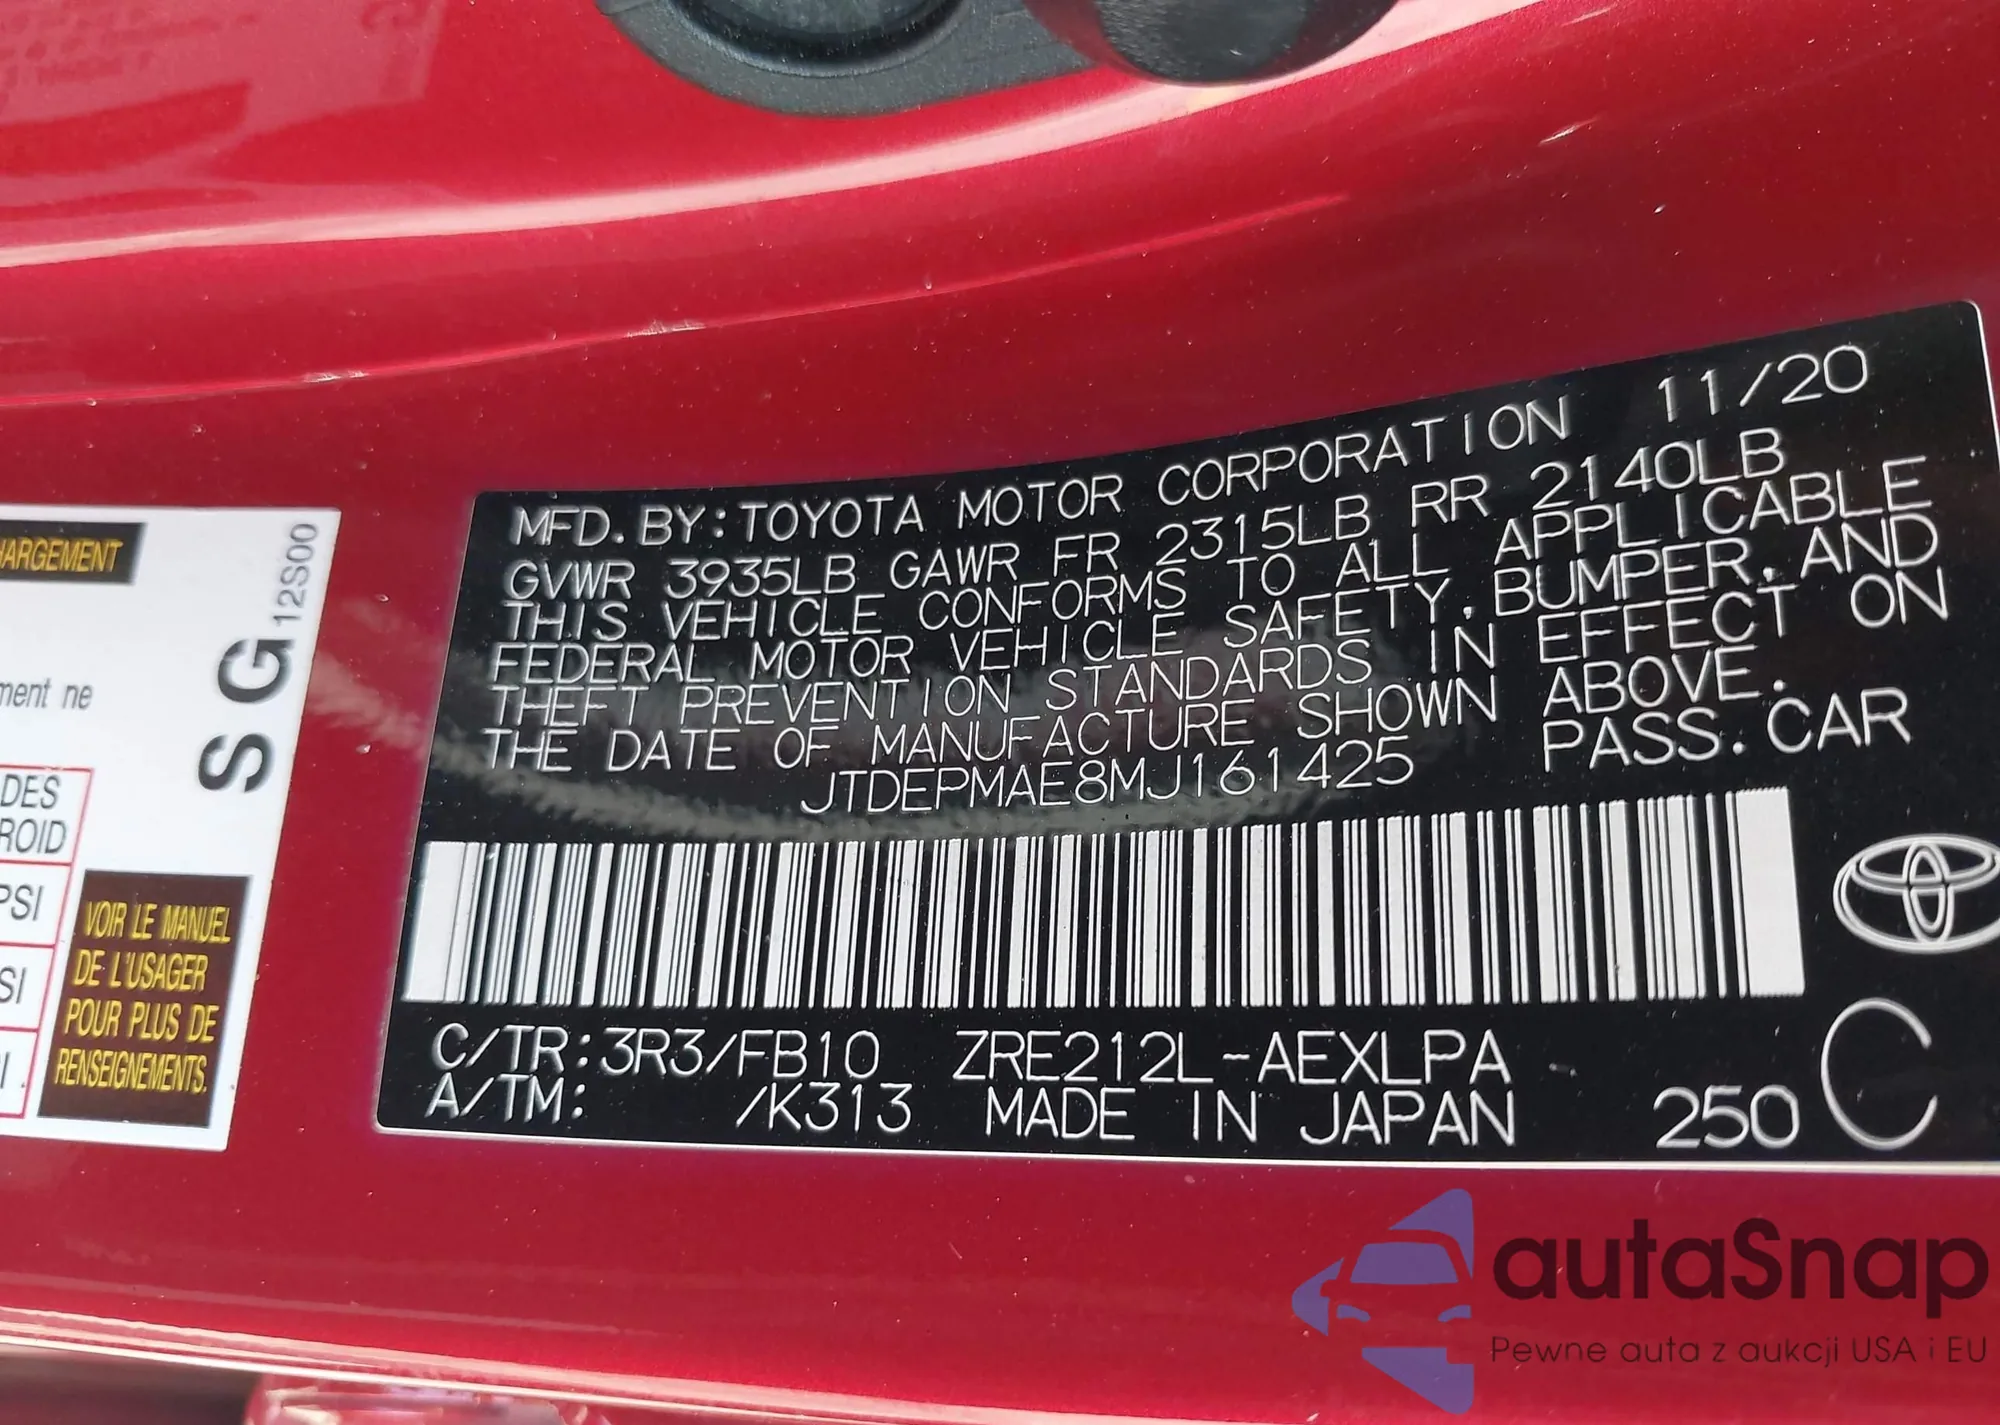 HARGEMENT
12S00
S G
ment ne
DES
ROID
PSI
SI
I
VOIR LE MANUEL
DE L'USAGER
POUR PLUS DE
RENSEIGNEMENTS.
MFD.BY:TOYOTA MOTOR CORPORATION 11/20
GVWR 3935LB GAWR FR 2315LB RR 2140LB
THIS VEHICLE CONFORMS TO ALL APPLICABLE
FEDERAL MOTOR VEHICLE SAFETY,BUMPER,AND
THEFT PREVENTION STANDARDS IN EFFECT ON
THE DATE OF MANUFACTURE SHOWN ABOVE.
JTDEPMAE8MJ161425 PASS.CAR
C/TR:3R3/FB10 ZRE212L-AEXLPA
A/TM: /K313 MADE IN JAPAN 250 C
autaSnap
Pewne auta z aukcji USA i EU